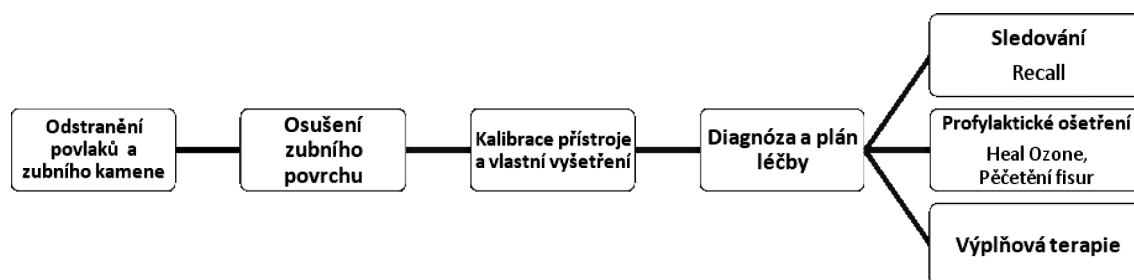 Odstranění
povlaků a
zubního kamene
Osušení
zubního
povrchu
Kalibrace přístroje
a vlastní vyšetření
Diagnóza a plán
léčby
Sledování
Recall
Profylaktické ošetření
Heal Ozone,
Péčetění fisur
Výplňová terapie